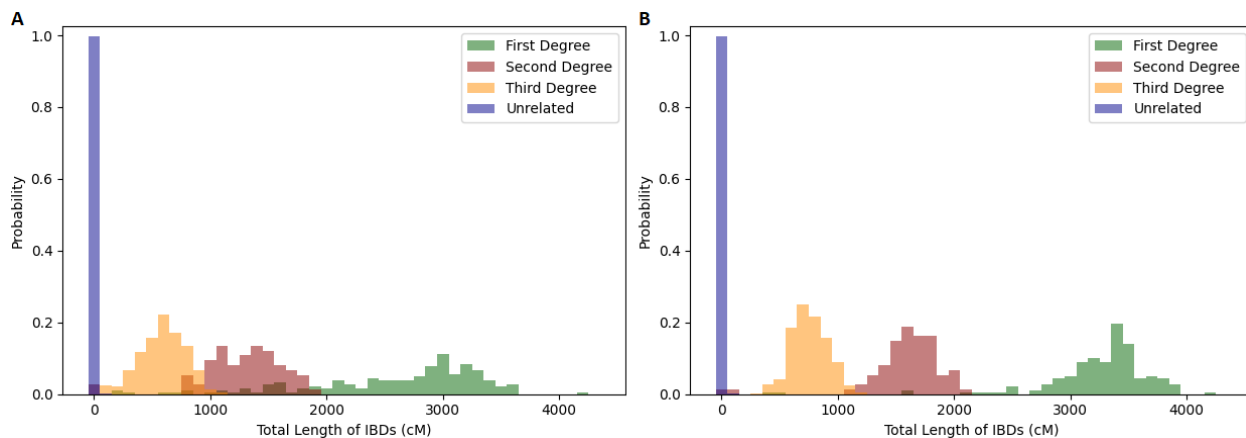 A
B
First Degree
Second Degree
Third Degree
Unrelated
First Degree
Second Degree
Third Degree
Unrelated
1.0
0.8
0.6
0.4
0.2
0.0
1.0
0.8
0.6
0.4
0.2
0.0
Probability
Probability
0 1000 2000 3000 4000
0 1000 2000 3000 4000
Total Length of IBDs (cM)
Total Length of IBDs (cM)